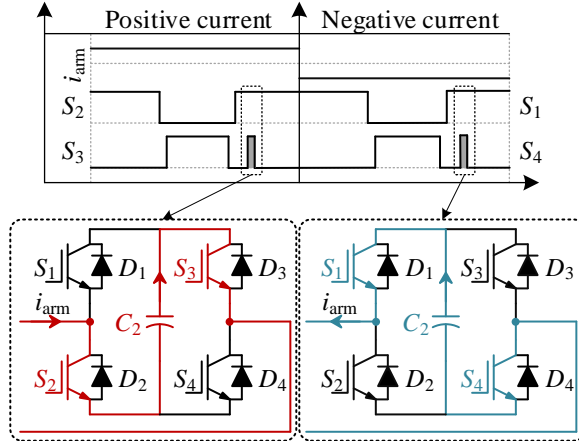 Positive current Negative current
i_arm
S_2 S_1
S_3 S_4
S_1 D_1 S_3 D_3 S_1 D_1 S_3 D_3
i_arm C_2 i_arm C_2
S_2 D_2 S_4 D_4 S_2 D_2 S_4 D_4